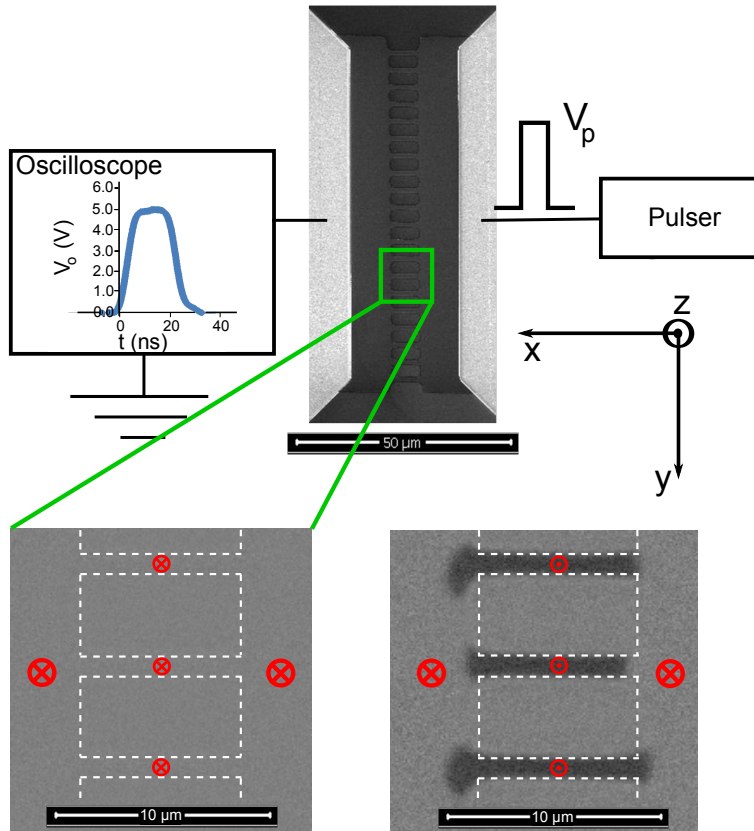 Oscilloscope
V_o (V)
6.0
5.0
4.0
3.0
2.0
1.0
0.0
0
20
40
t (ns)
V_p
Pulser
50 µm
z
x
y
10 µm
10 µm